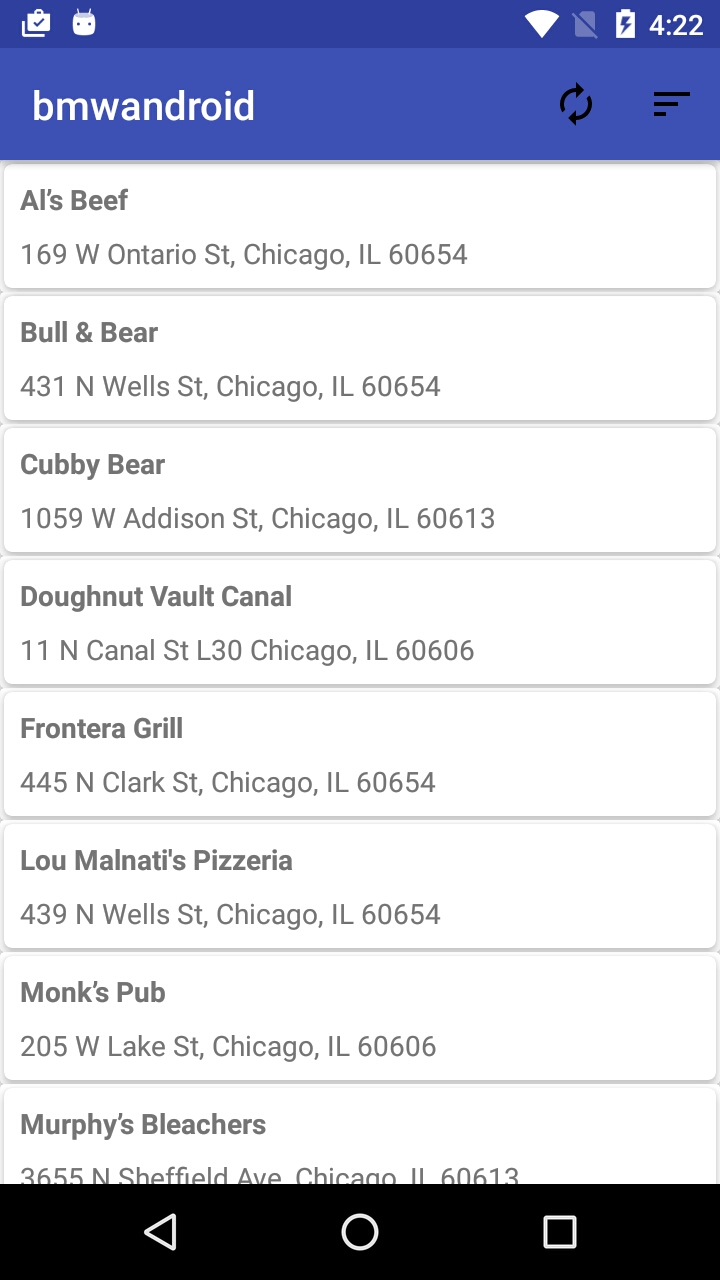 4:22
bmwandroid
Al’s Beef
169 W Ontario St, Chicago, IL 60654
Bull & Bear
431 N Wells St, Chicago, IL 60654
Cubby Bear
1059 W Addison St, Chicago, IL 60613
Doughnut Vault Canal
11 N Canal St L30 Chicago, IL 60606
Frontera Grill
445 N Clark St, Chicago, IL 60654
Lou Malnati's Pizzeria
439 N Wells St, Chicago, IL 60654
Monk’s Pub
205 W Lake St, Chicago, IL 60606
Murphy’s Bleachers
3655 N Sheffield Ave, Chicago, IL 60613